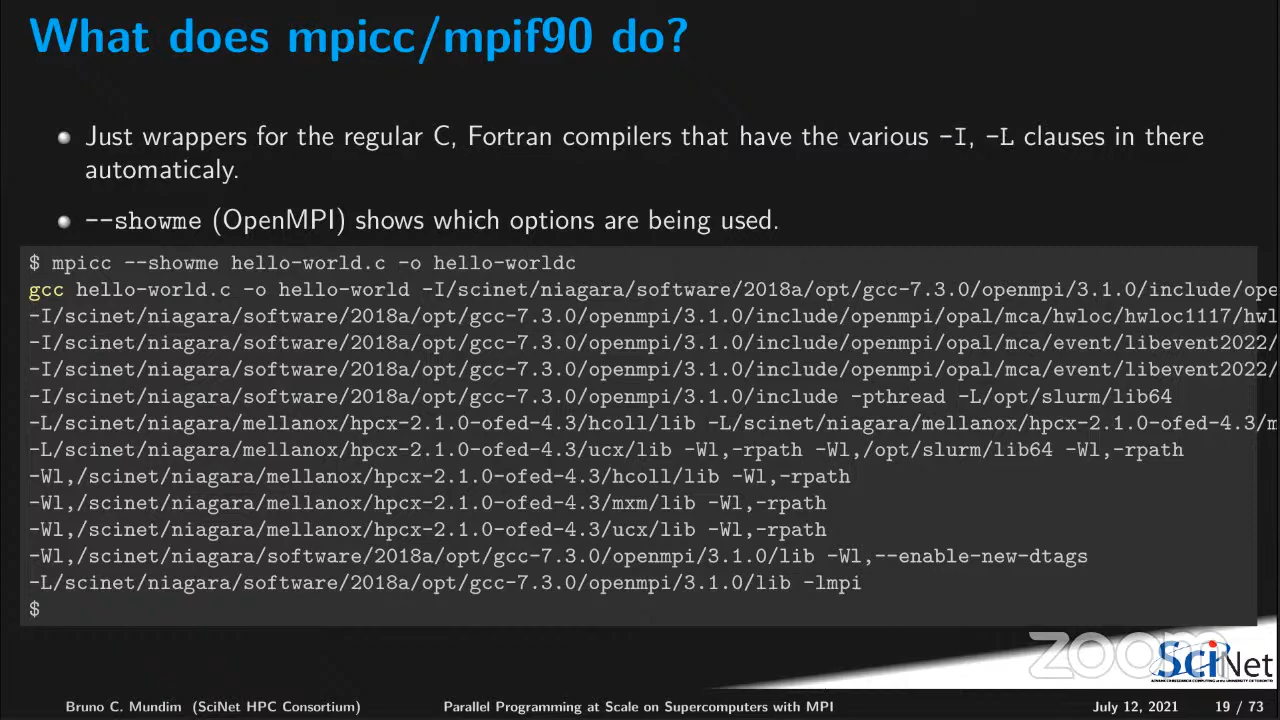 What does mpicc/mpif90 do?
Just wrappers for the regular C, Fortran compilers that have the various -I, -L clauses in there
automaticaly.
--showme (OpenMPI) shows which options are being used.
$ mpicc --showme hello-world.c -o hello-worldc
gcc hello-world.c -o hello-world -I/scinet/niagara/software/2018a/opt/gcc-7.3.0/openmpi/3.1.0/include/ope
-I/scinet/niagara/software/2018a/opt/gcc-7.3.0/openmpi/3.1.0/include/openmpi/opal/mca/hwloc/hwloc1117/hwl
-I/scinet/niagara/software/2018a/opt/gcc-7.3.0/openmpi/3.1.0/include/openmpi/opal/mca/event/libevent2022/
-I/scinet/niagara/software/2018a/opt/gcc-7.3.0/openmpi/3.1.0/include/openmpi/opal/mca/event/libevent2022/
-I/scinet/niagara/software/2018a/opt/gcc-7.3.0/openmpi/3.1.0/include -pthread -L/opt/slurm/lib64
-L/scinet/niagara/mellanox/hpcx-2.1.0-ofed-4.3/hcoll/lib -L/scinet/niagara/mellanox/hpcx-2.1.0-ofed-4.3/m
-L/scinet/niagara/mellanox/hpcx-2.1.0-ofed-4.3/ucx/lib -Wl,-rpath -Wl,/opt/slurm/lib64 -Wl,-rpath
-Wl,/scinet/niagara/mellanox/hpcx-2.1.0-ofed-4.3/hcoll/lib -Wl,-rpath
-Wl,/scinet/niagara/mellanox/hpcx-2.1.0-ofed-4.3/mxm/lib -Wl,-rpath
-Wl,/scinet/niagara/mellanox/hpcx-2.1.0-ofed-4.3/ucx/lib -Wl,-rpath
-Wl,/scinet/niagara/software/2018a/opt/gcc-7.3.0/openmpi/3.1.0/lib -Wl,--enable-new-dtags
-L/scinet/niagara/software/2018a/opt/gcc-7.3.0/openmpi/3.1.0/lib -lmpi
$
zoom
SciNet
ADVANCED RESEARCH COMPUTING at the UNIVERSITY OF TORONTO
Bruno C. Mundim (SciNet HPC Consortium)
Parallel Programming at Scale on Supercomputers with MPI
July 12, 2021
19 / 73